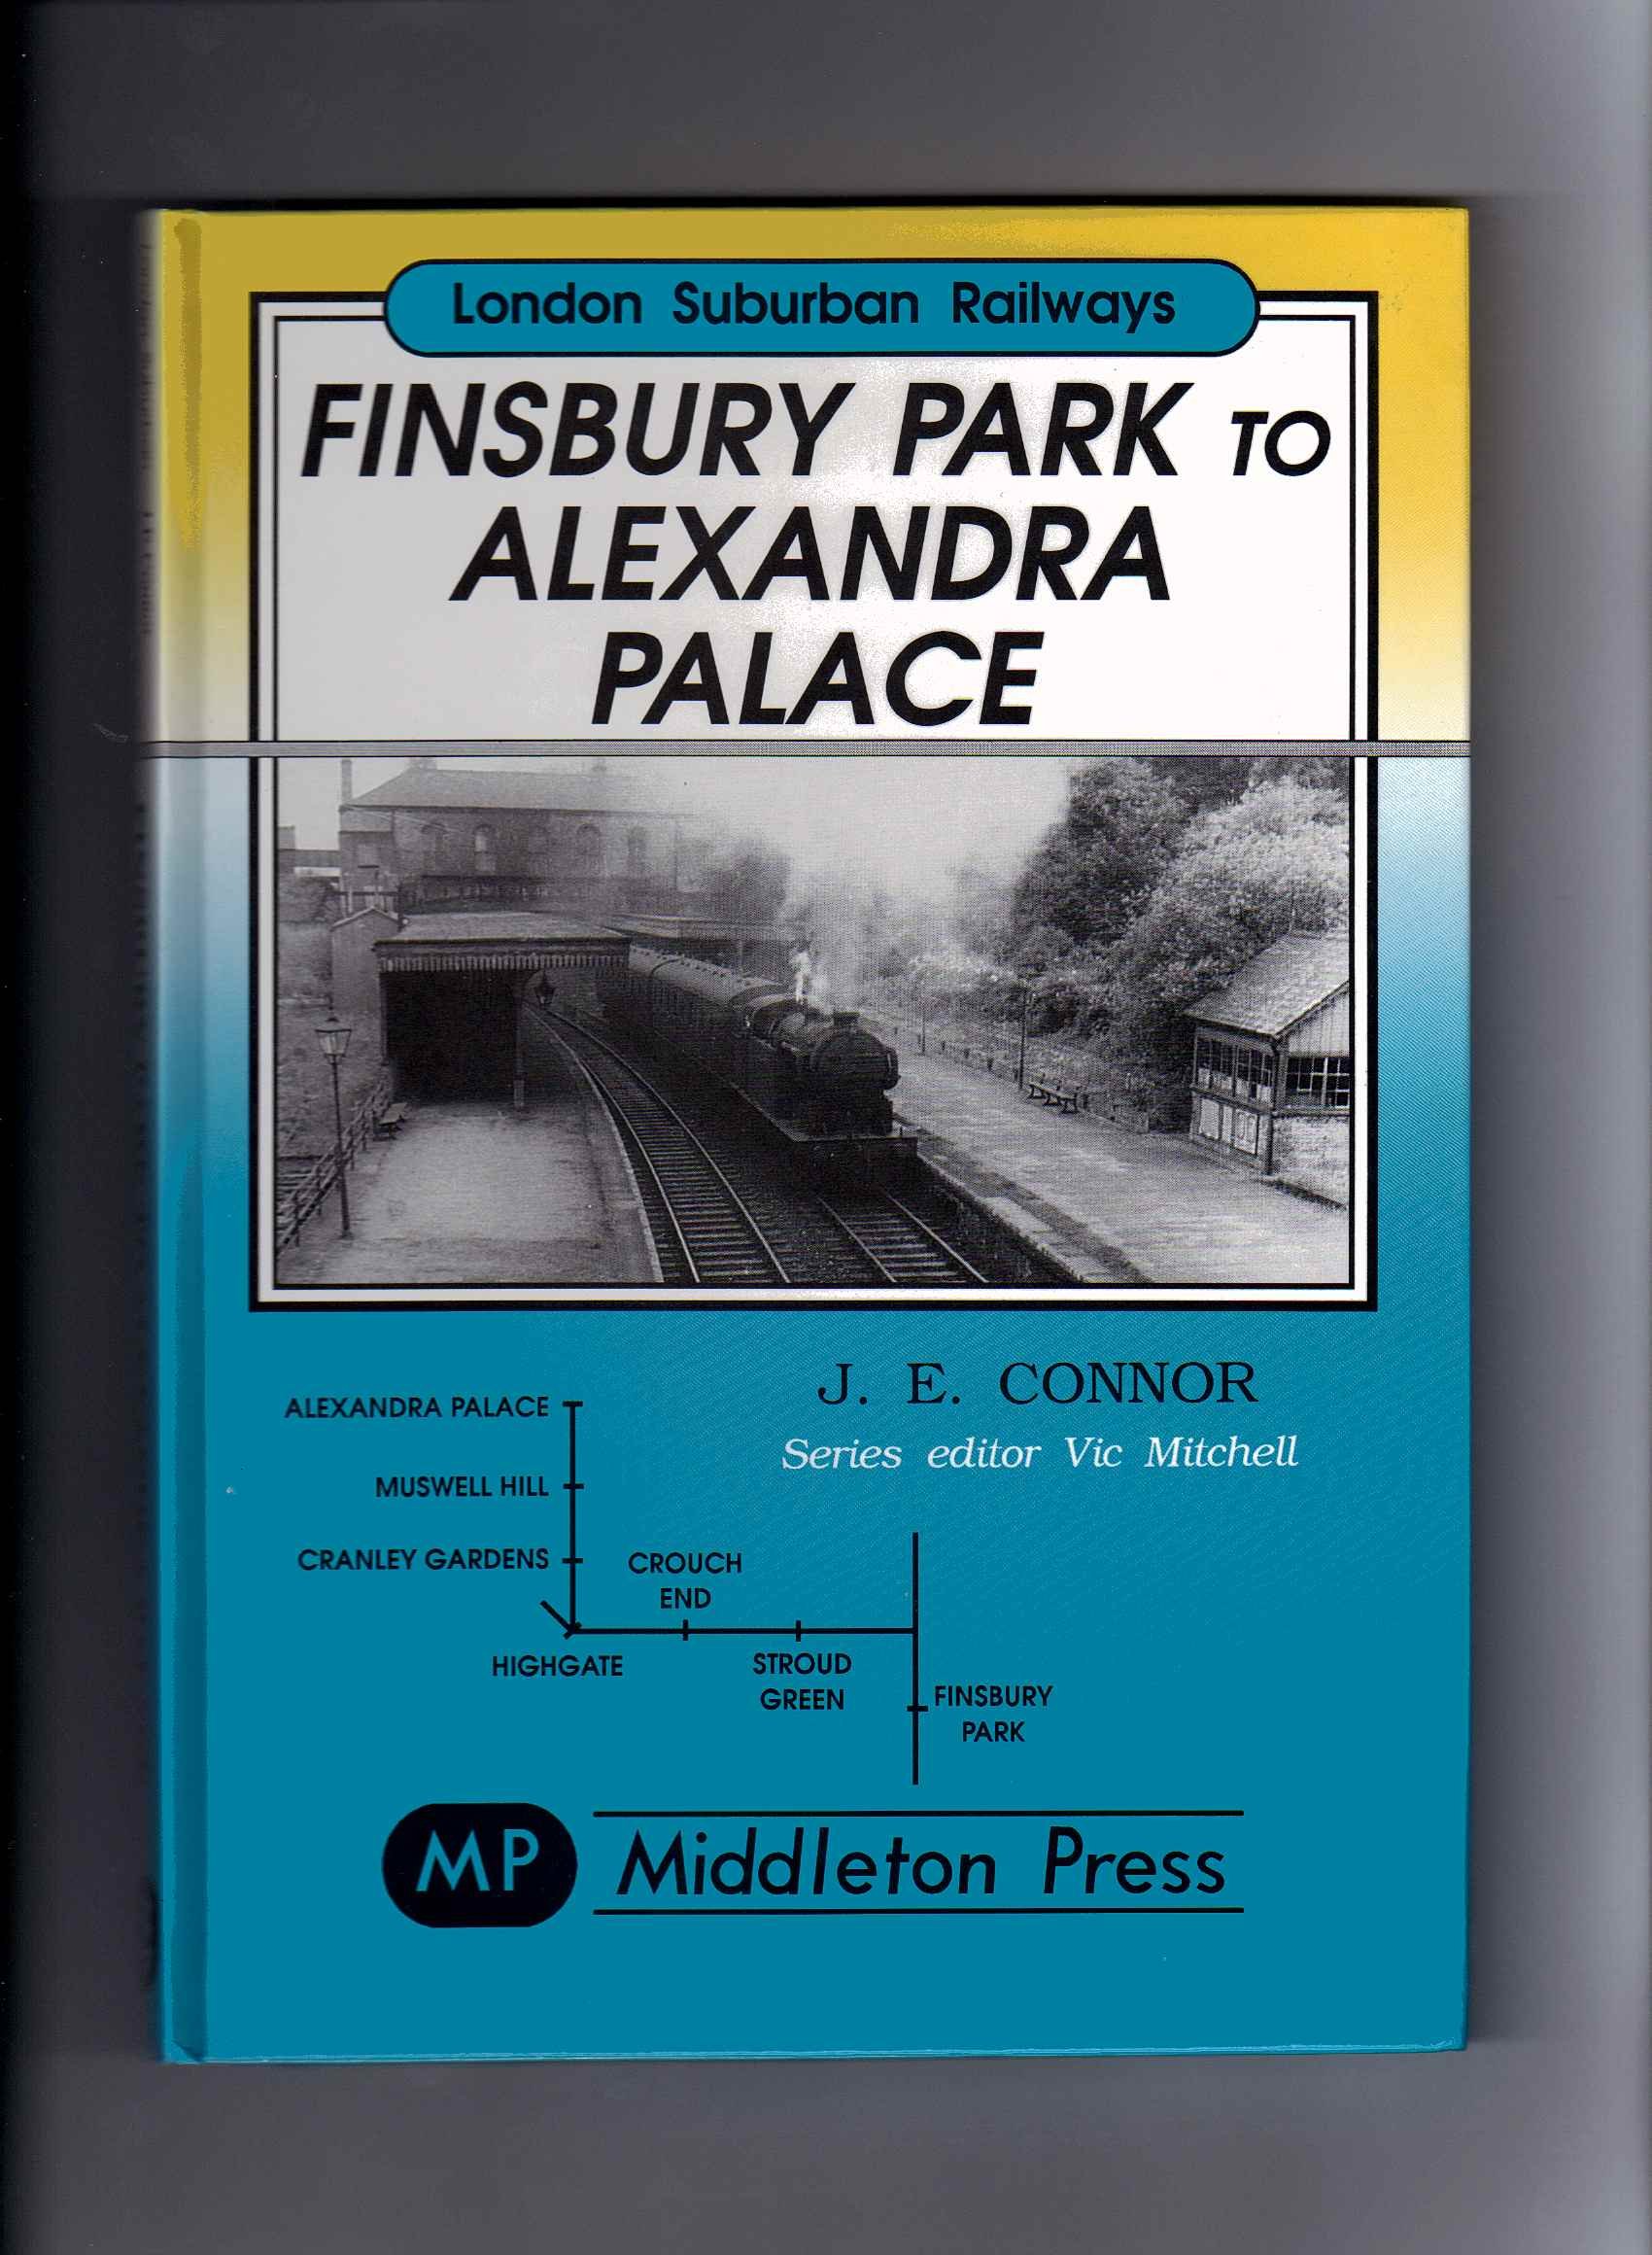 London Suburban Railways
FINSBURY PARK TO
ALEXANDRA
PALACE
J. E. CONNOR
Series editor Vic Mitchell
ALEXANDRA PALACE
MUSWELL HILL
CRANLEY GARDENS
CROUCH
END
HIGHGATE
STROUD
GREEN
FINSBURY
PARK
MP Middleton Press